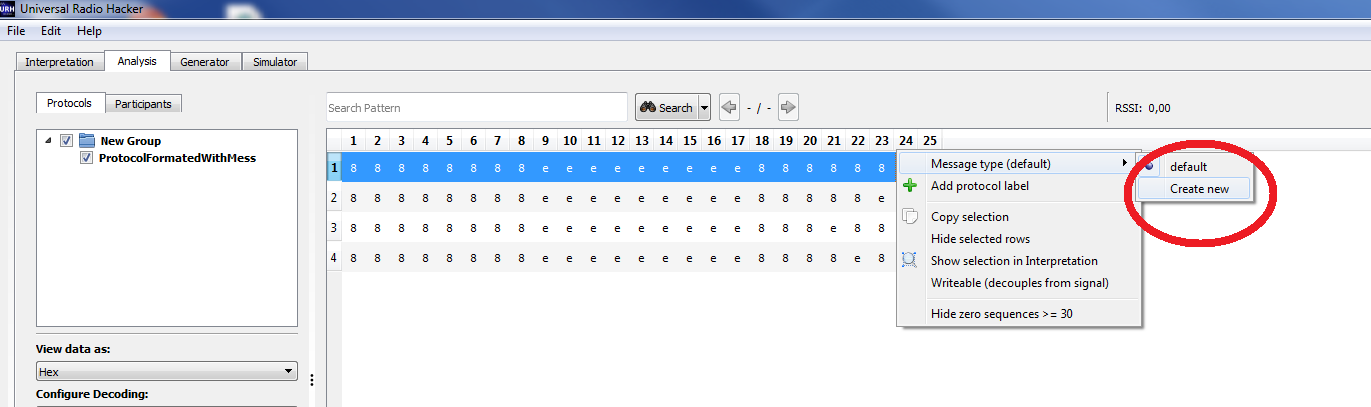 URH
Universal Radio Hacker
File Edit Help
Interpretation Analysis Generator Simulator
Protocols Participants
Search Pattern Search - / - RSSI: 0,00
New Group
ProtocolFormatedWithMess
1 2 3 4 5 6 7 8 9 10 11 12 13 14 15 16 17 18 19 20 21 22 23 24 25
1 8 8 8 8 8 8 8 8 e e e e e e e e e 8 8 8 8 8 8
2 8 8 8 8 8 8 8 8 e e e e e e e e e 8 8 8 8 8 e
3 8 8 8 8 8 8 8 8 e e e e e e e e e 8 8 8 e 8 8
4 8 8 8 8 8 8 8 8 e e e e e e e e e 8 8 8 8 e 8
Message type (default)
Add protocol label
Copy selection
Hide selected rows
Show selection in Interpretation
Writeable (decouples from signal)
Hide zero sequences >= 30
default
Create new
View data as:
Hex
Configure Decoding: